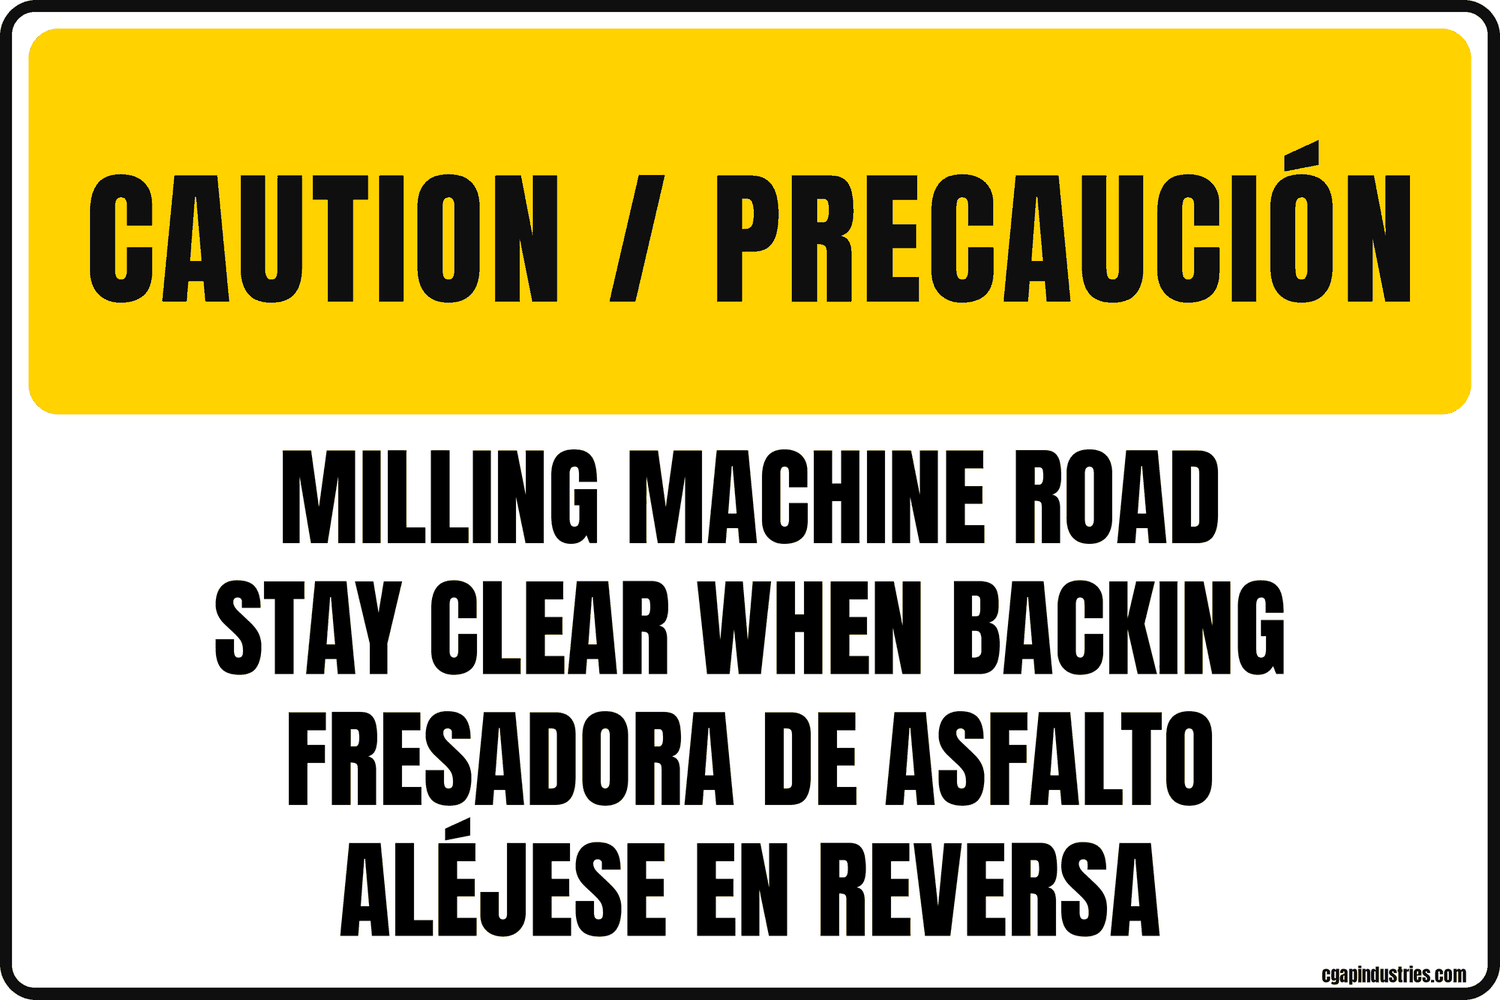 CAUTION / PRECAUCIÓN
MILLING MACHINE ROAD
STAY CLEAR WHEN BACKING
FRESADORA DE ASFALTO
ALÉJESE EN REVERSA
cgapindustries.com